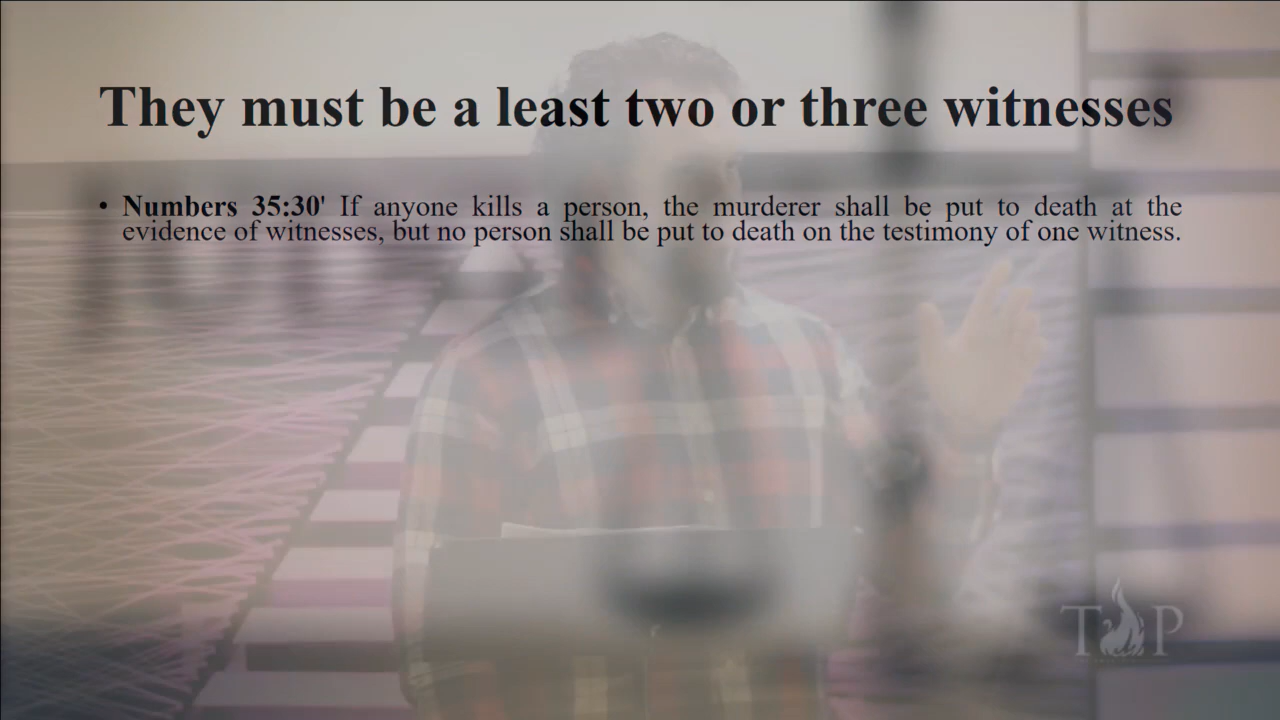 They must be a least two or three witnesses
• Numbers 35:30' If anyone kills a person, the murderer shall be put to death at the
evidence of witnesses, but no person shall be put to death on the testimony of one witness.
T P